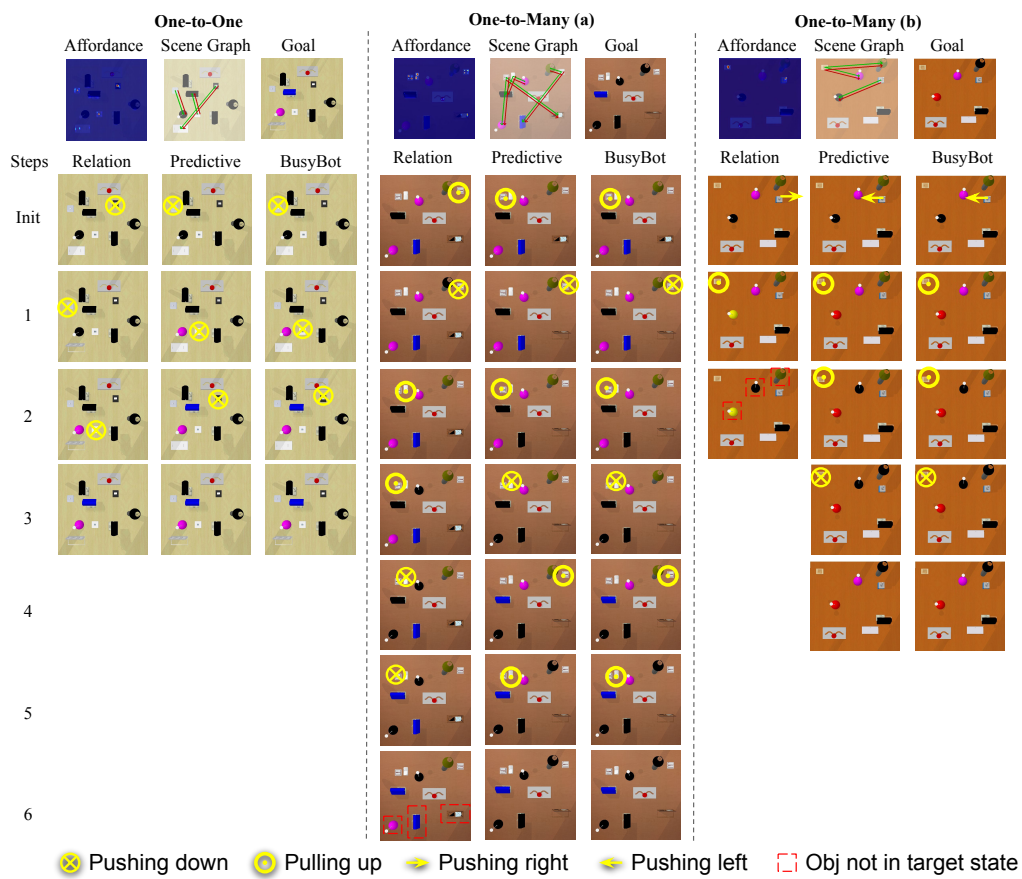 One-to-One
One-to-Many (a)
One-to-Many (b)
Affordance Scene Graph Goal
Affordance Scene Graph Goal
Affordance Scene Graph Goal
Steps
Relation Predictive BusyBot
Relation Predictive BusyBot
Relation Predictive BusyBot
Init
1
2
3
4
5
6
Pushing down
Pulling up
Pushing right
Pushing left
Obj not in target state